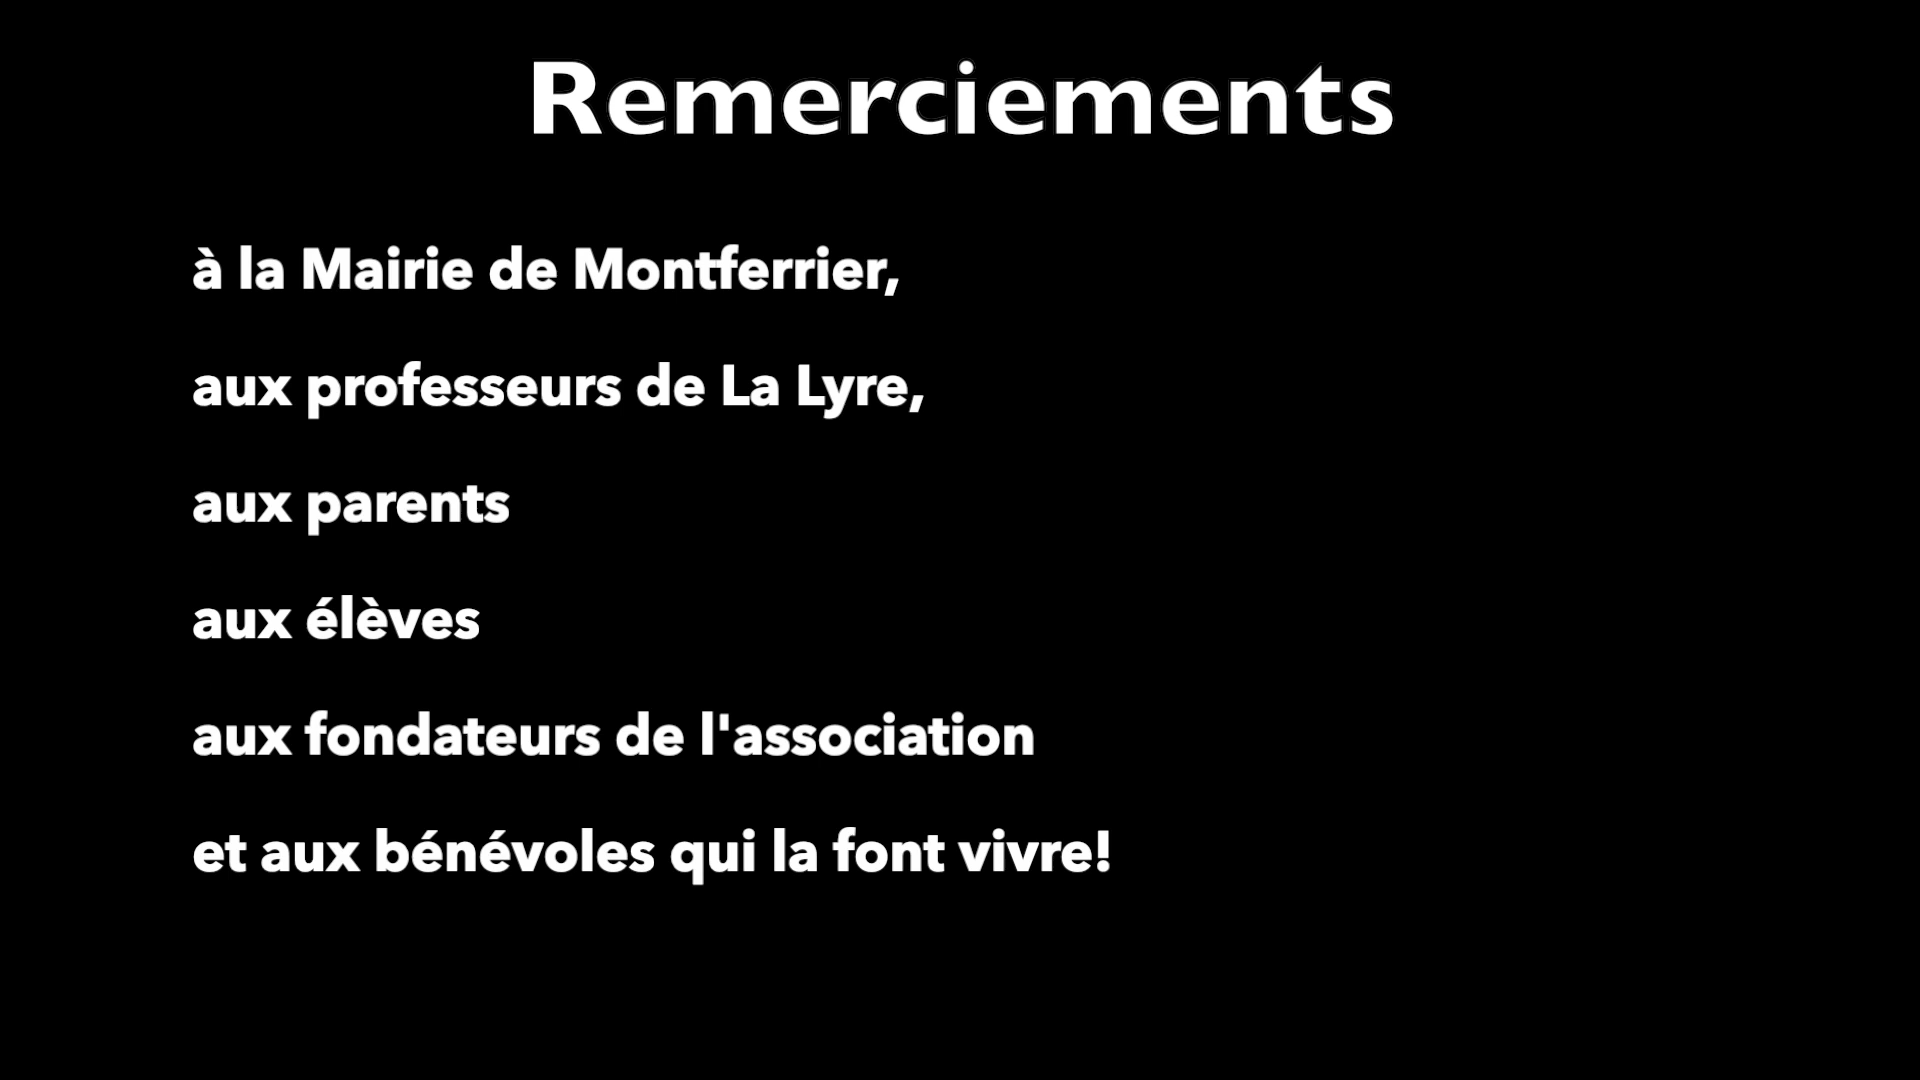 Remerciements
à la Mairie de Montferrier,
aux professeurs de La Lyre,
aux parents
aux élèves
aux fondateurs de l'association
et aux bénévoles qui la font vivre!